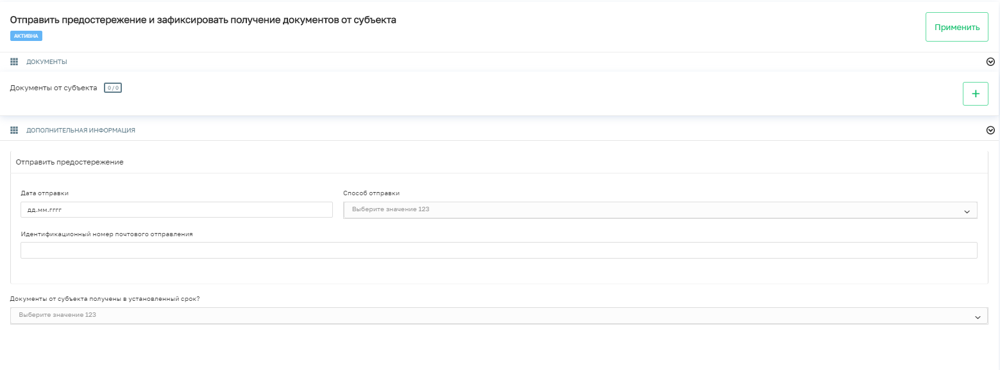 Отправить предостережение и зафиксировать получение документов от субъекта
АКТИВНА
Применить
ДОКУМЕНТЫ
Документы от субъекта 0/0
+
ДОПОЛНИТЕЛЬНАЯ ИНФОРМАЦИЯ
Отправить предостережение
Дата отправки Способ отправки
дд.мм.гггг Выберите значение 123
Идентификационный номер почтового отправления
Документы от субъекта получены в установленный срок?
Выберите значение 123